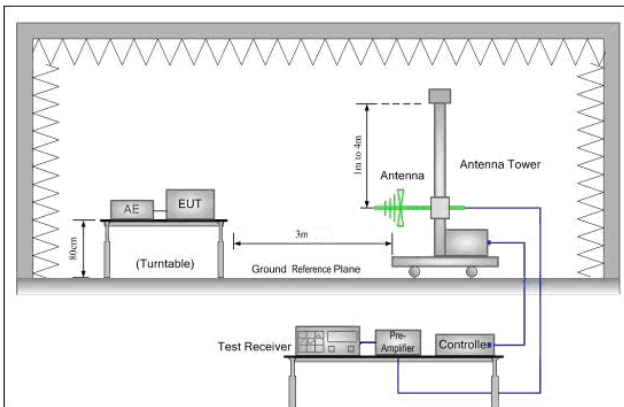 1m to 4m
Antenna
Antenna Tower
AE
EUT
80cm
3m
(Turntable)
Ground Reference Plane
Test Receiver
Pre-
Amplifier
Controller